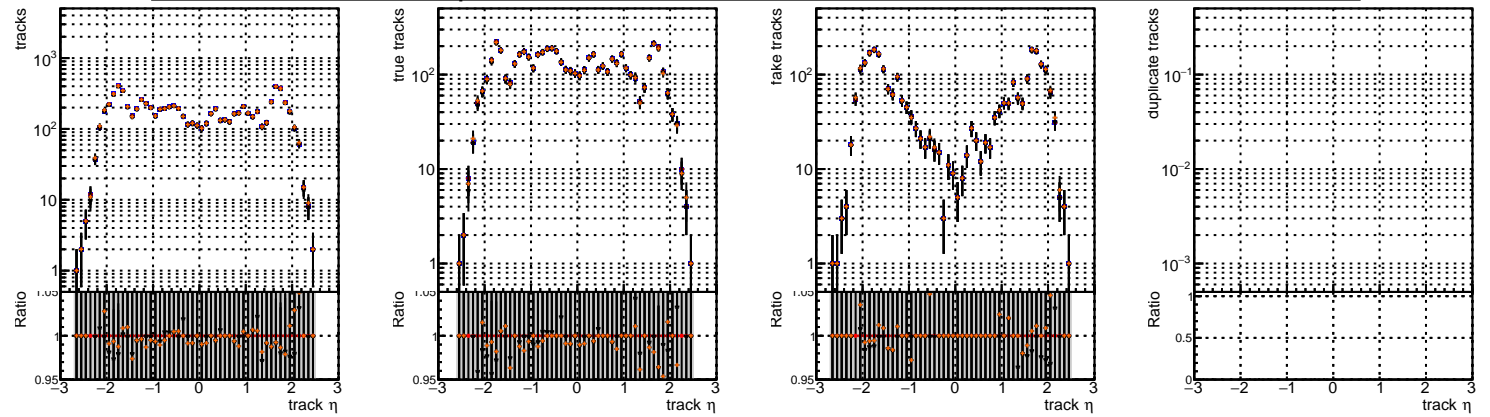 tracks
10³
10²
10
1
Ratio
1.05
1
0.95
−3 −2 −1 0 1 2 3
track η
true tracks
10²
10
1
Ratio
1.05
1
0.95
−3 −2 −1 0 1 2 3
track η
fake tracks
10²
10
1
Ratio
1.05
1
0.95
−3 −2 −1 0 1 2 3
track η
duplicate tracks
10⁻¹
10⁻²
10⁻³
Ratio
1
0.5
0
−3 −2 −1 0 1 2 3
track η